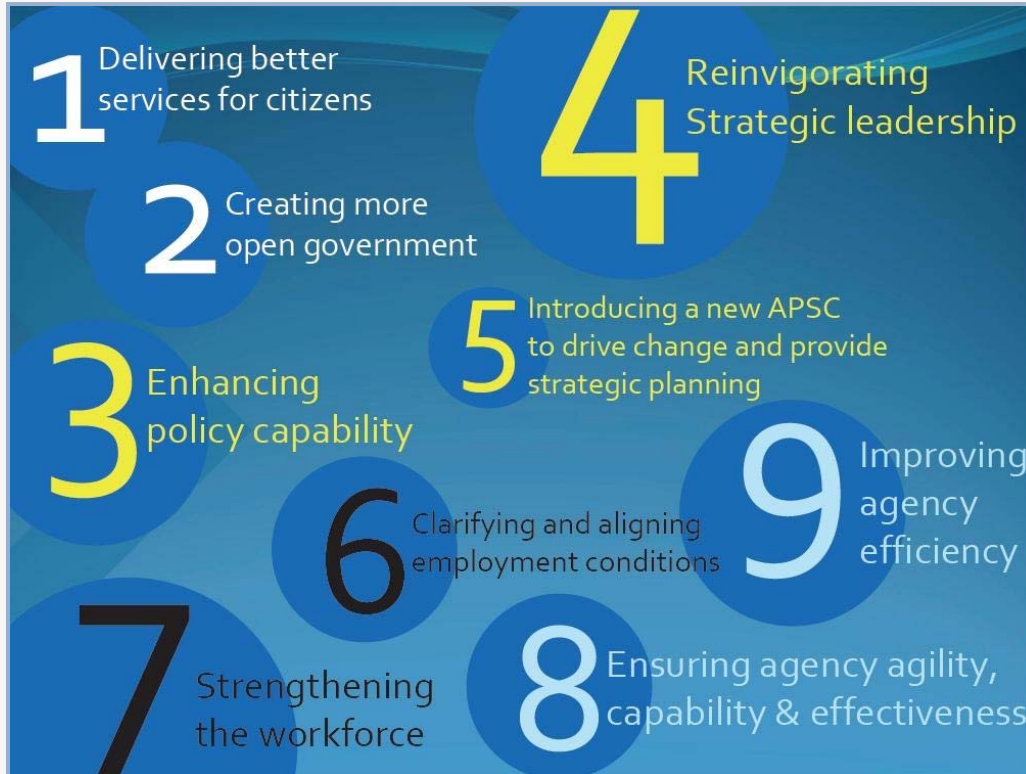 1
Delivering better
services for citizens
2
Creating more
open government
3
Enhancing
policy capability
4
Reinvigorating
Strategic leadership
5
Introducing a new APSC
to drive change and provide
strategic planning
6
Clarifying and aligning
employment conditions
7
Strengthening
the workforce
8
Ensuring agency agility,
capability & effectiveness
9
Improving
agency
efficiency